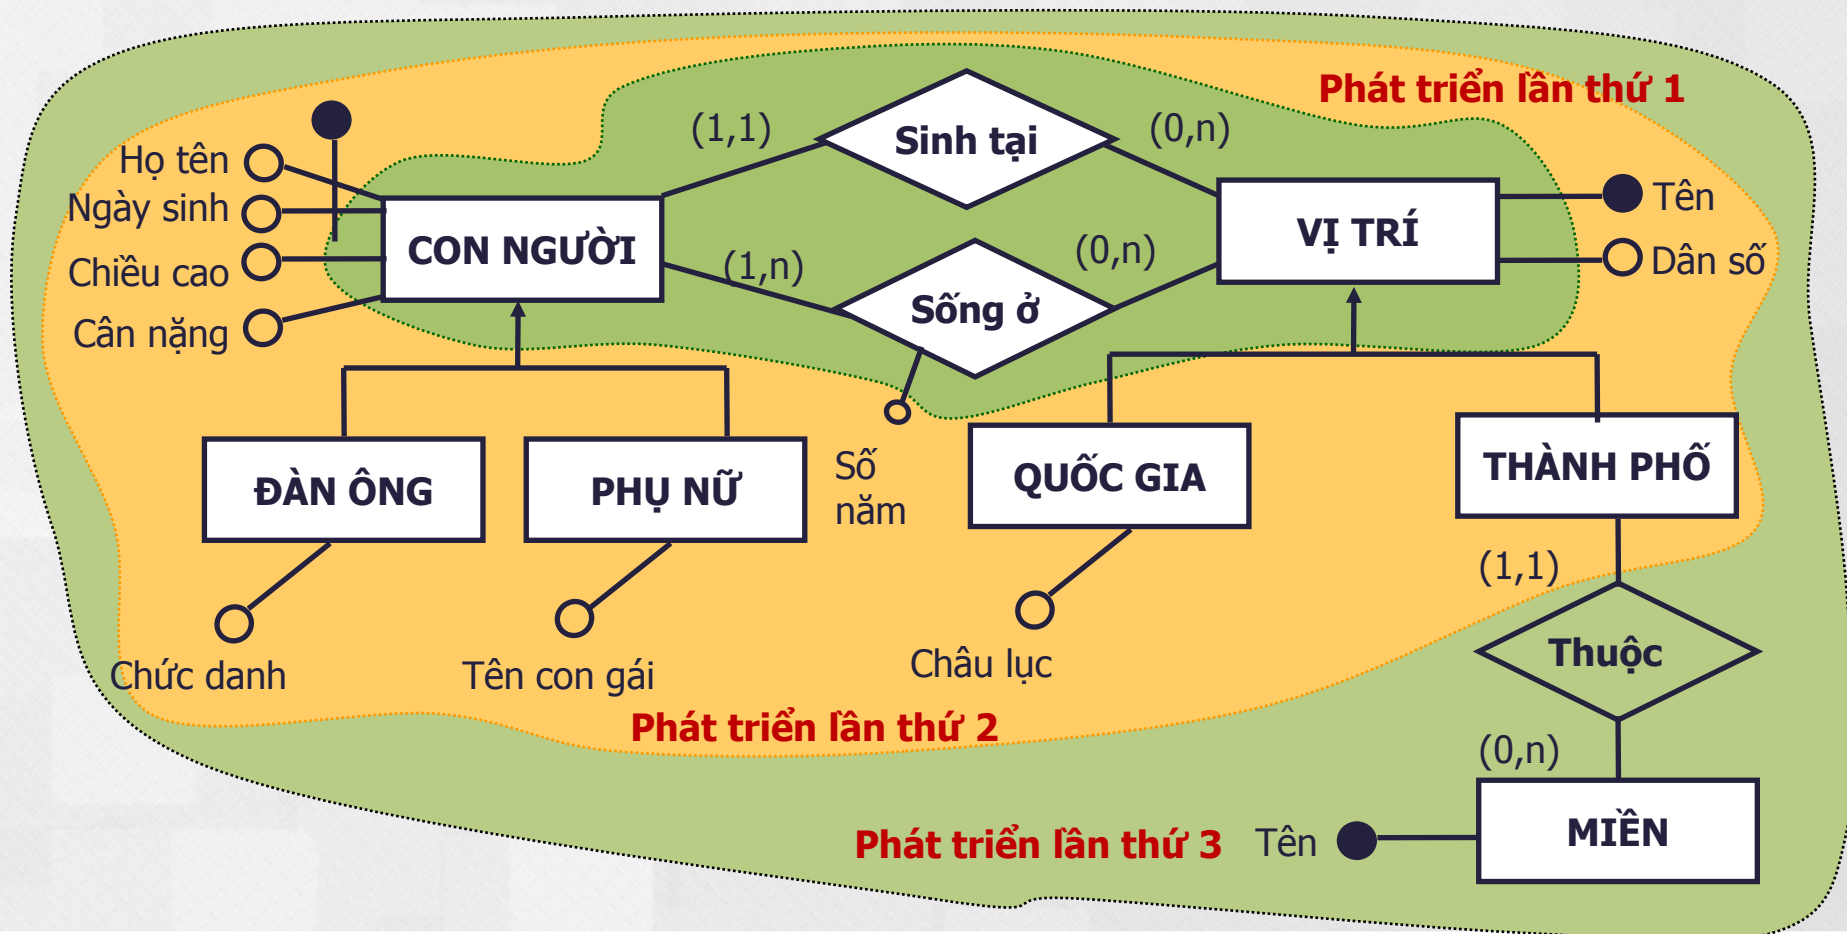 Phát triển lần thứ 1
(1,1)
Sinh tại
(0,n)
Họ tên
Ngày sinh
Chiều cao
Cân nặng
CON NGƯỜI
VỊ TRÍ
Tên
Dân số
(1,n)
Sống ở
(0,n)
ĐÀN ÔNG
PHỤ NỮ
Số
năm
QUỐC GIA
THÀNH PHỐ
Chức danh
Tên con gái
Châu lục
(1,1)
Thuộc
Phát triển lần thứ 2
(0,n)
Phát triển lần thứ 3
Tên
MIỀN